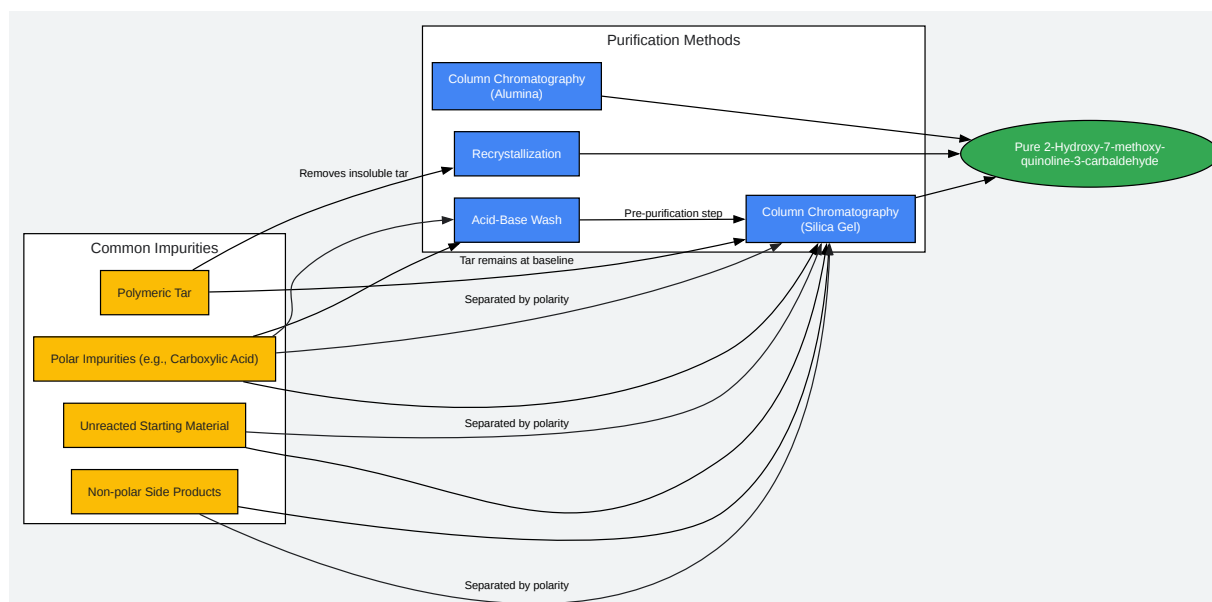 Purification Methods
Column Chromatography
(Alumina)
Recrystallization
Pure 2-Hydroxy-7-methoxy-
quinoline-3-carbaldehyde
Removes insoluble tar
Acid-Base Wash
Pre-purification step
Column Chromatography
(Silica Gel)
Common Impurities
Tar remains at baseline
Polymeric Tar
Separated by polarity
Polar Impurities (e.g., Carboxylic Acid)
Unreacted Starting Material
Separated by polarity
Non-polar Side Products
Separated by polarity